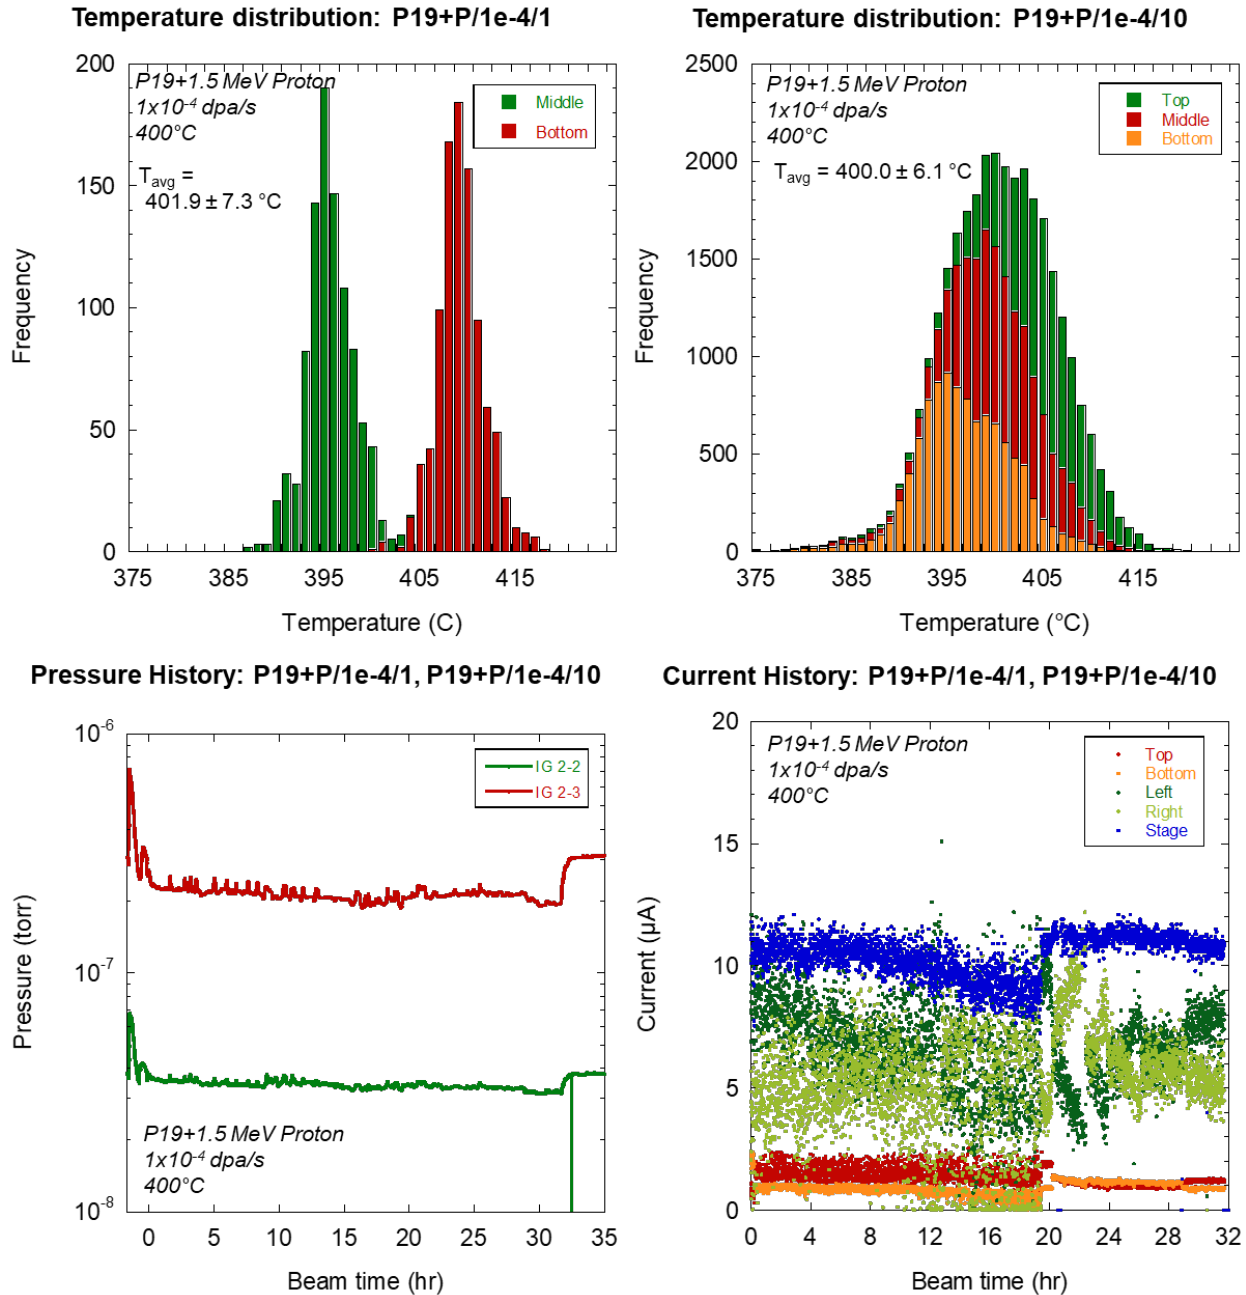 Temperature distribution: P19+P/1e-4/1
200
150
100
50
0
375
385
395
405
415
Frequency
Temperature (C)
P19+1.5 MeV Proton
1x10⁻⁴ dpa/s
400°C
Tavg =
401.9 ± 7.3 °C
Middle
Bottom
Temperature distribution: P19+P/1e-4/10
2500
2000
1500
1000
500
0
375
385
395
405
415
Frequency
Temperature (°C)
P19+1.5 MeV Proton
1x10⁻⁴ dpa/s
400°C
Tavg = 400.0 ± 6.1 °C
Top
Middle
Bottom
Pressure History: P19+P/1e-4/1, P19+P/1e-4/10
10⁻⁶
10⁻⁷
10⁻⁸
0
5
10
15
20
25
30
35
Pressure (torr)
Beam time (hr)
IG 2-2
IG 2-3
P19+1.5 MeV Proton
1x10⁻⁴ dpa/s
400°C
Current History: P19+P/1e-4/1, P19+P/1e-4/10
20
15
10
5
0
0
4
8
12
16
20
24
28
32
Current (µA)
Beam time (hr)
P19+1.5 MeV Proton
1x10⁻⁴ dpa/s
400°C
Top
Bottom
Left
Right
Stage